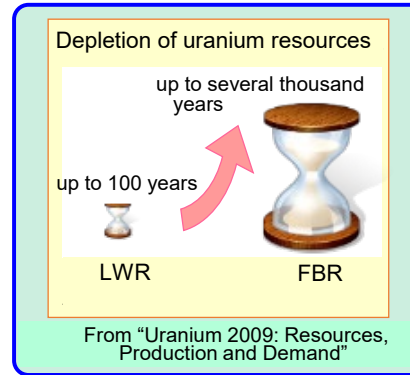 Depletion of uranium resources
up to several thousand
years
up to 100 years
LWR
FBR
From “Uranium 2009: Resources,
Production and Demand”